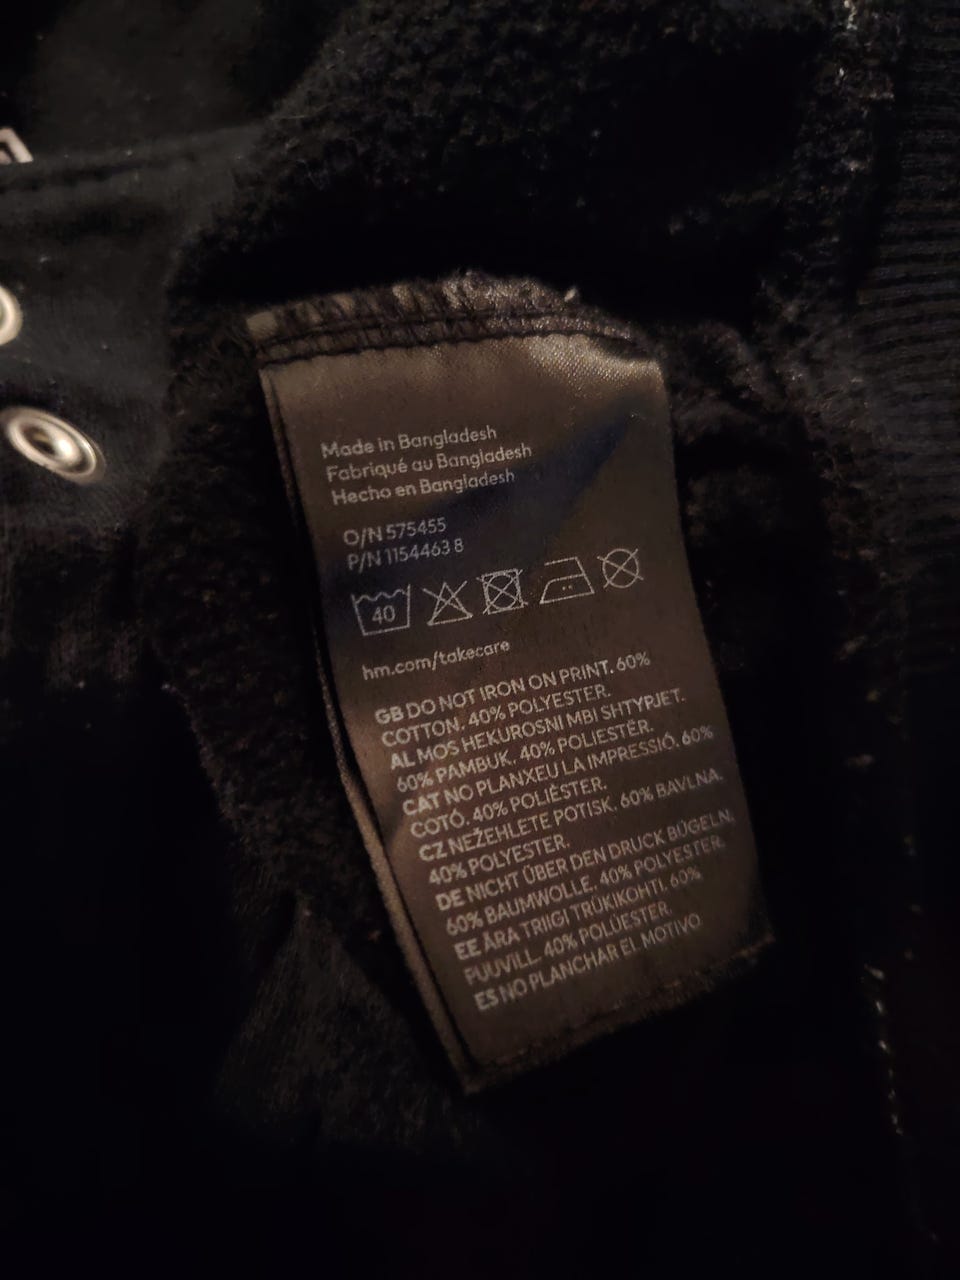 Made in Bangladesh
Fabriqué au Bangladesh
Hecho en Bangladesh
O/N 575455
P/N 1154463 8
40
hm.com/takecare
GB DO NOT IRON ON PRINT. 60%
COTTON. 40% POLYESTER.
AL MOS HEKUROSNI MBI SHTYPJET.
60% PAMBUK. 40% POLIESTËR.
CAT NO PLANXEU LA IMPRESSIÓ. 60%
COTÓ. 40% POLIÈSTER.
CZ NEŽEHLETE POTISK. 60% BAVLNA.
40% POLYESTER.
DE NICHT ÜBER DEN DRUCK BÜGELN.
60% BAUMWOLLE. 40% POLYESTER.
EE ÄRA TRIIGI TRÜKIKOHTI. 60%
PUUVILL. 40% POLÜESTER.
ES NO PLANCHAR EL MOTIVO